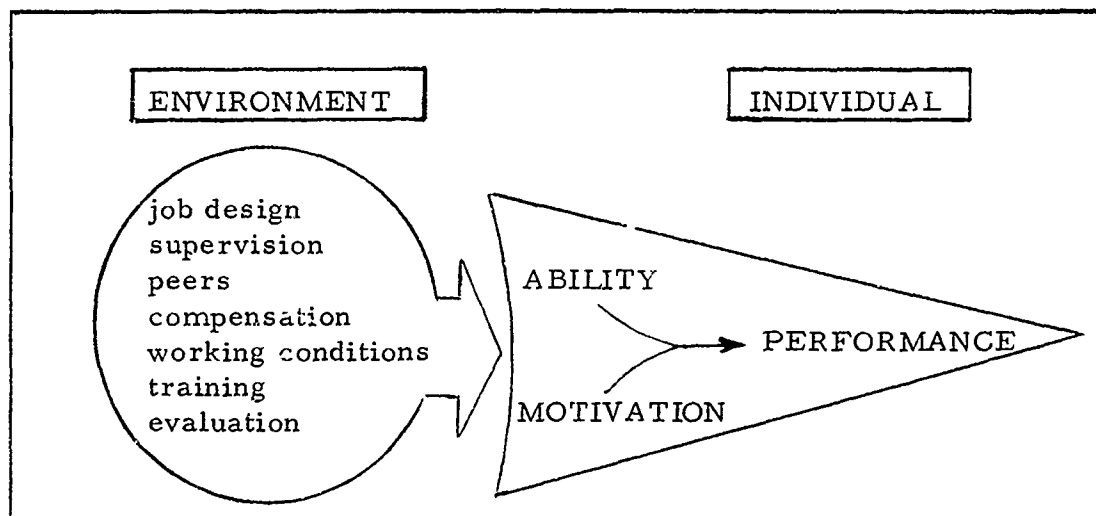 ENVIRONMENT
INDIVIDUAL
job design
supervision
peers
compensation
working conditions
training
evaluation
ABILITY
PERFORMANCE
MOTIVATION